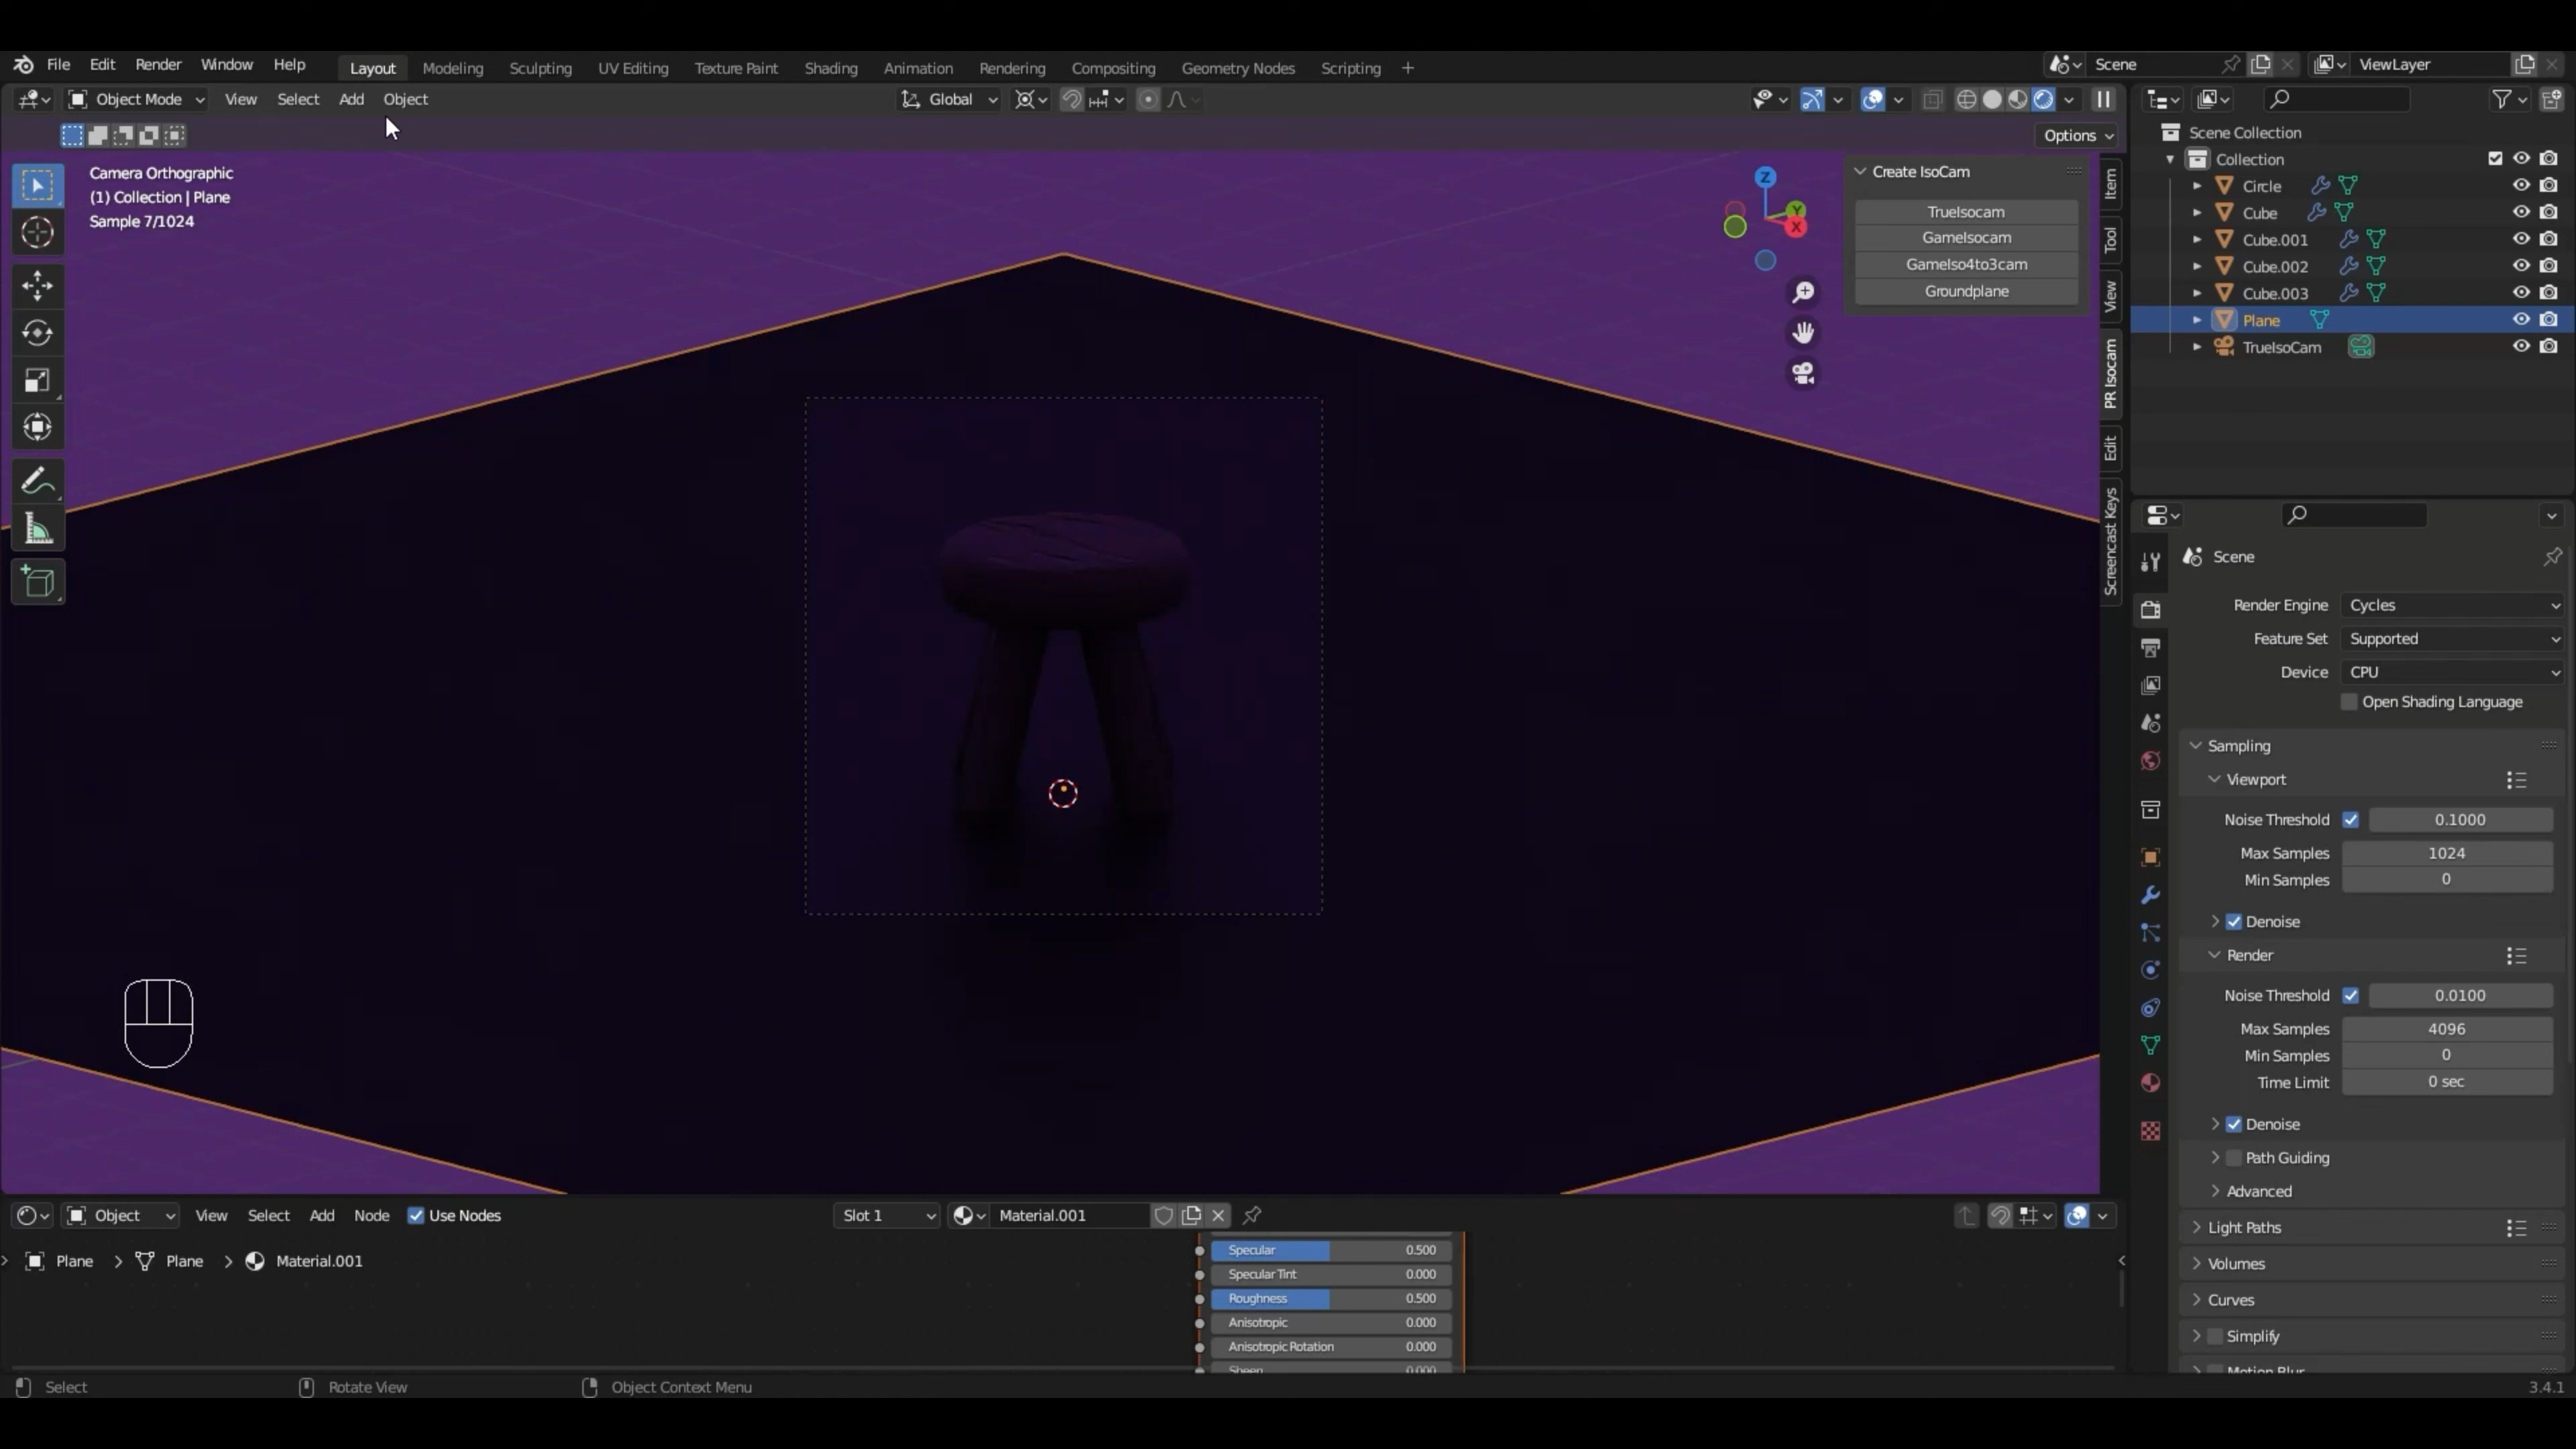 File Edit Render Window Help Layout Modeling Sculpting UV Editing Texture Paint Shading Animation Rendering Compositing Geometry Nodes Scripting + Scene ViewLayer
Object Mode View Select Add Object Global
Options
Camera Orthographic
(1) Collection | Plane
Sample 7/1024
Z
Y
X
Create IsoCam
TrueIsocam
GameIsocam
GameIso4to3cam
Groundplane
Item
Tool
View
PR Isocam
Edit
Screencast Keys
Scene Collection
Collection
Circle
Cube
Cube.001
Cube.002
Cube.003
Plane
TrueIsoCam
Scene
Render Engine Cycles
Feature Set Supported
Device CPU
Open Shading Language
Sampling
Viewport
Noise Threshold 0.1000
Max Samples 1024
Min Samples 0
Denoise
Render
Noise Threshold 0.0100
Max Samples 4096
Min Samples 0
Time Limit 0 sec
Denoise
Path Guiding
Advanced
Light Paths
Volumes
Curves
Simplify
Motion Blur
Object View Select Add Node Use Nodes Slot 1 Material.001
Plane > Plane > Material.001
Specular 0.500
Specular Tint 0.000
Roughness 0.500
Anisotropic 0.000
Anisotropic Rotation 0.000
Sheen 0.000
Select Rotate View Object Context Menu 3.4.1